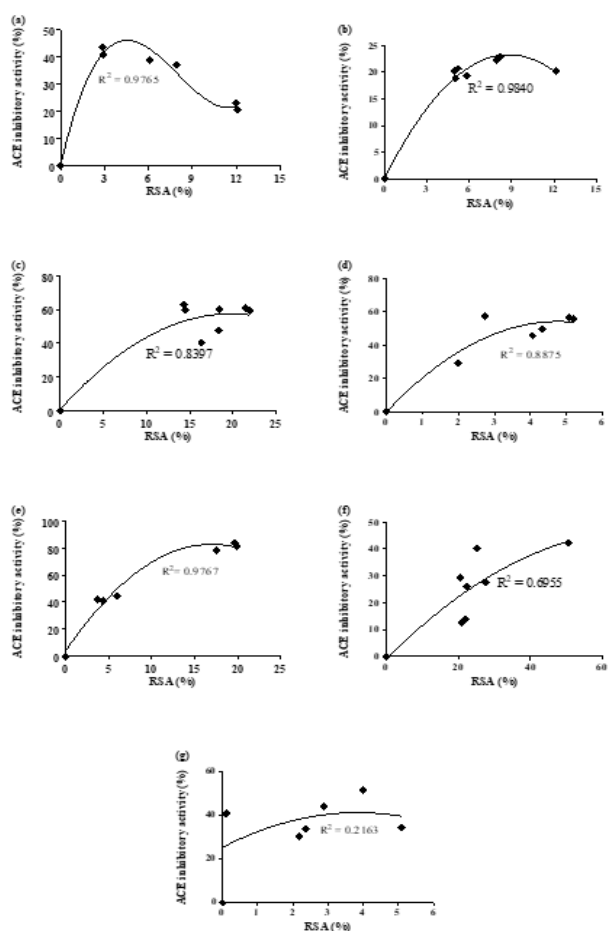 (a)
ACE inhibitory activity (%)
50
40
30
20
10
0
R² = 0.9765
0 3 6 9 12 15
RSA (%)
(b)
ACE inhibitory activity (%)
25
20
15
10
5
0
R² = 0.9840
0 3 6 9 12 15
RSA (%)
(c)
ACE inhibitory activity (%)
80
60
40
20
0
R² = 0.8397
0 5 10 15 20 25
RSA (%)
(d)
ACE inhibitory activity (%)
80
60
40
20
0
R² = 0.8875
0 1 2 3 4 5 6
RSA (%)
(e)
ACE inhibitory activity (%)
100
80
60
40
20
0
R² = 0.9767
0 5 10 15 20 25
RSA (%)
(f)
ACE inhibitory activity (%)
50
40
30
20
10
0
R² = 0.6955
0 20 40 60
RSA (%)
(g)
ACE inhibitory activity (%)
60
40
20
0
R² = 0.2163
0 1 2 3 4 5 6
RSA (%)